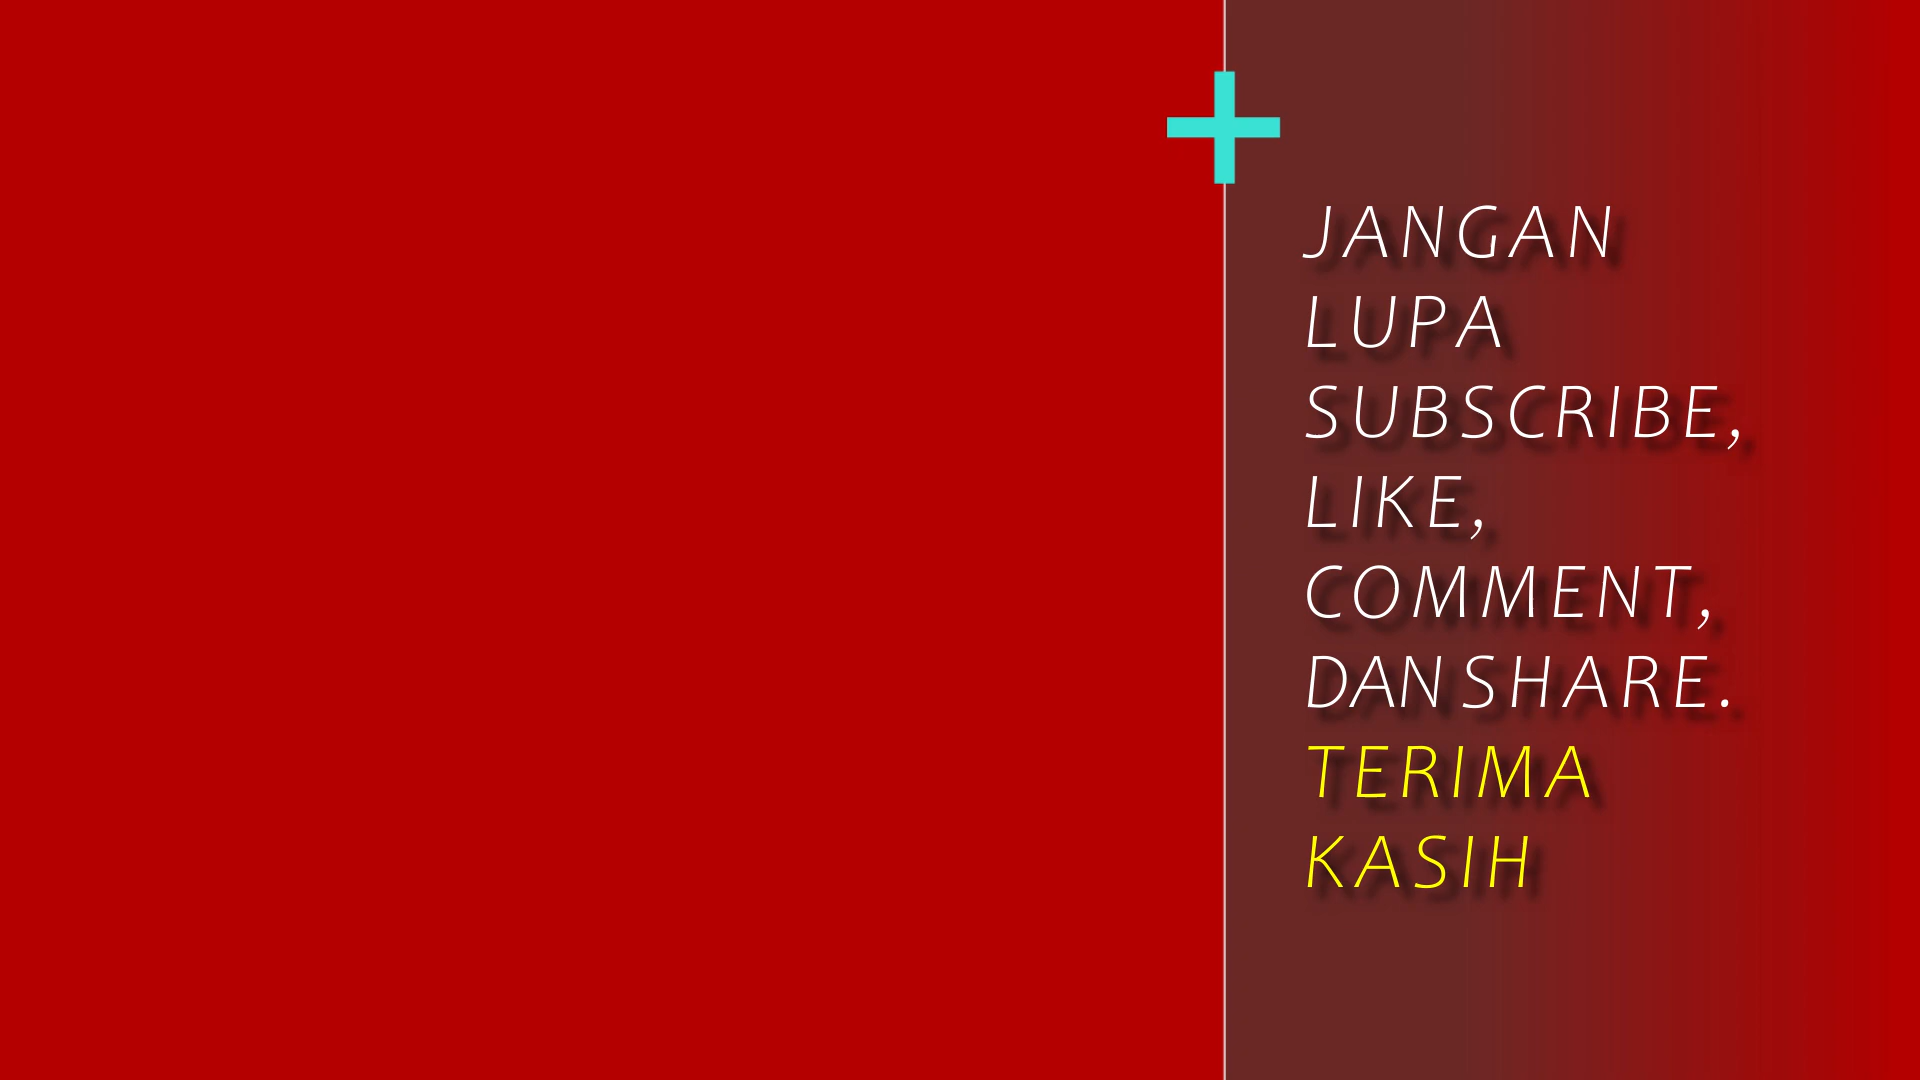 JANGAN
LUPA
SUBSCRIBE,
LIKE,
COMMENT,
DAN SHARE.
TERIMA
KASIH